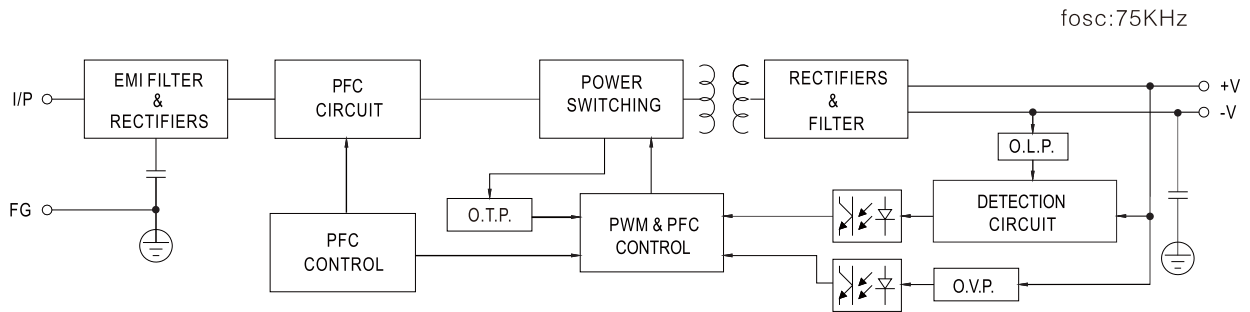 fosc:75KHz
I/P
EMI FILTER
&
RECTIFIERS
PFC
CIRCUIT
POWER
SWITCHING
RECTIFIERS
&
FILTER
+V
-V
O.L.P.
FG
O.T.P.
PFC
CONTROL
PWM & PFC
CONTROL
DETECTION
CIRCUIT
O.V.P.